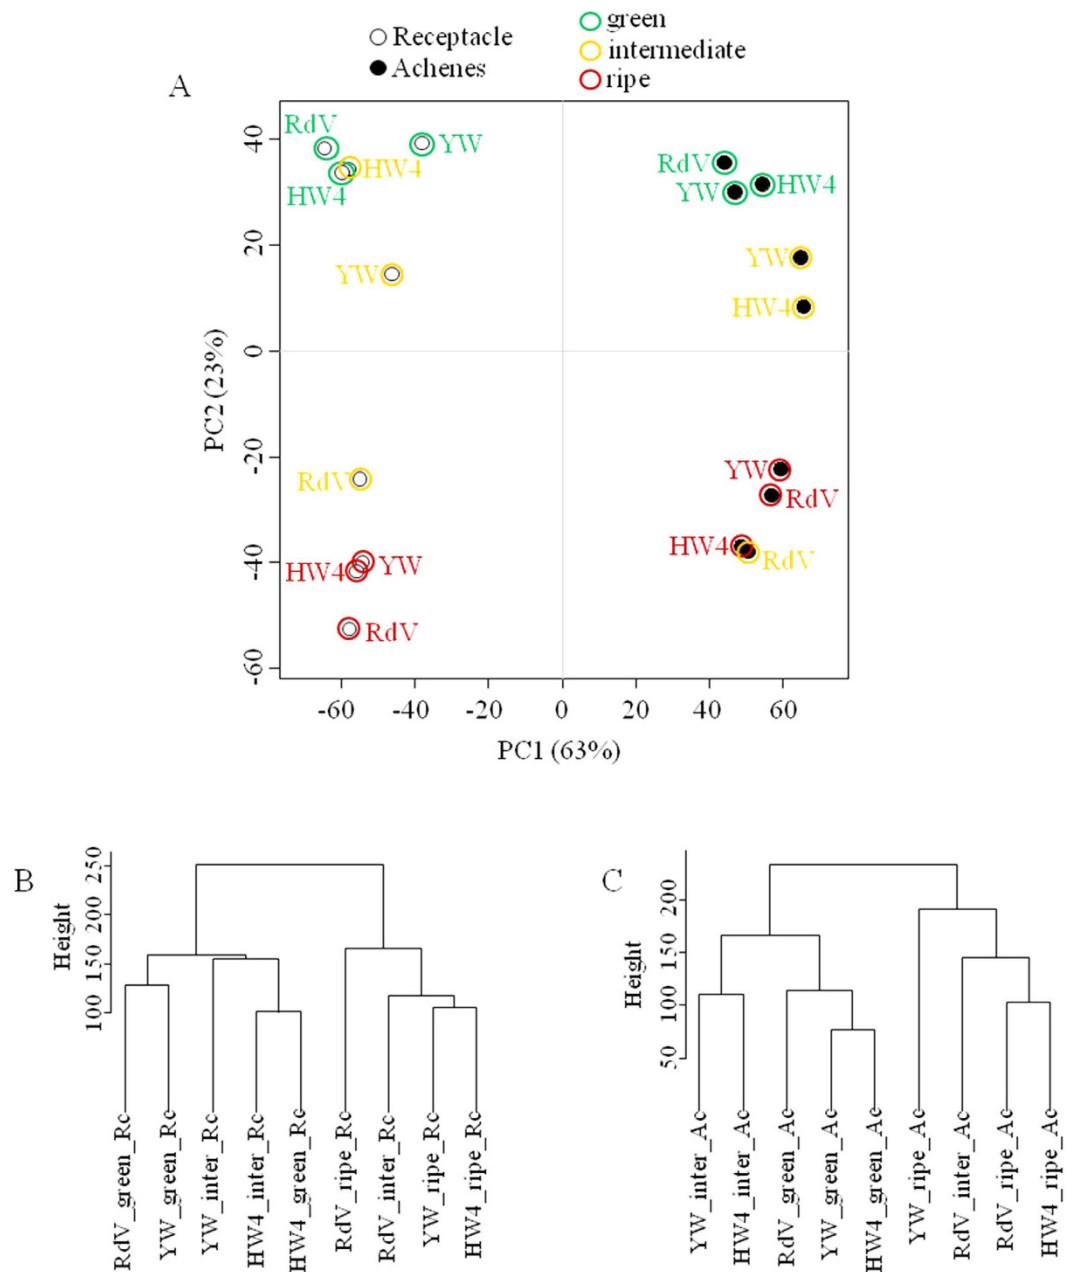 Receptacle
Achenes
green
intermediate
ripe
A
RdV
YW
HW4
HW4
RdV
YW
HW4
YW
YW
HW4
RdV
YW
RdV
HW4
RdV
YW
HW4
RdV
40
20
0
-20
-40
-60
PC2 (23%)
-60 -40 -20 0 20 40 60
PC1 (63%)
B
Height
250
200
150
100
RdV_green_Rc
YW_green_Rc
YW_inter_Rc
HW4_inter_Rc
HW4_green_Rc
RdV_ripe_Rc
RdV_inter_Rc
YW_ripe_Rc
HW4_ripe_Rc
C
Height
200
150
100
50
YW_inter_Ac
HW4_inter_Ac
RdV_green_Ac
YW_green_Ac
HW4_green_Ac
YW_ripe_Ac
RdV_inter_Ac
RdV_ripe_Ac
HW4_ripe_Ac